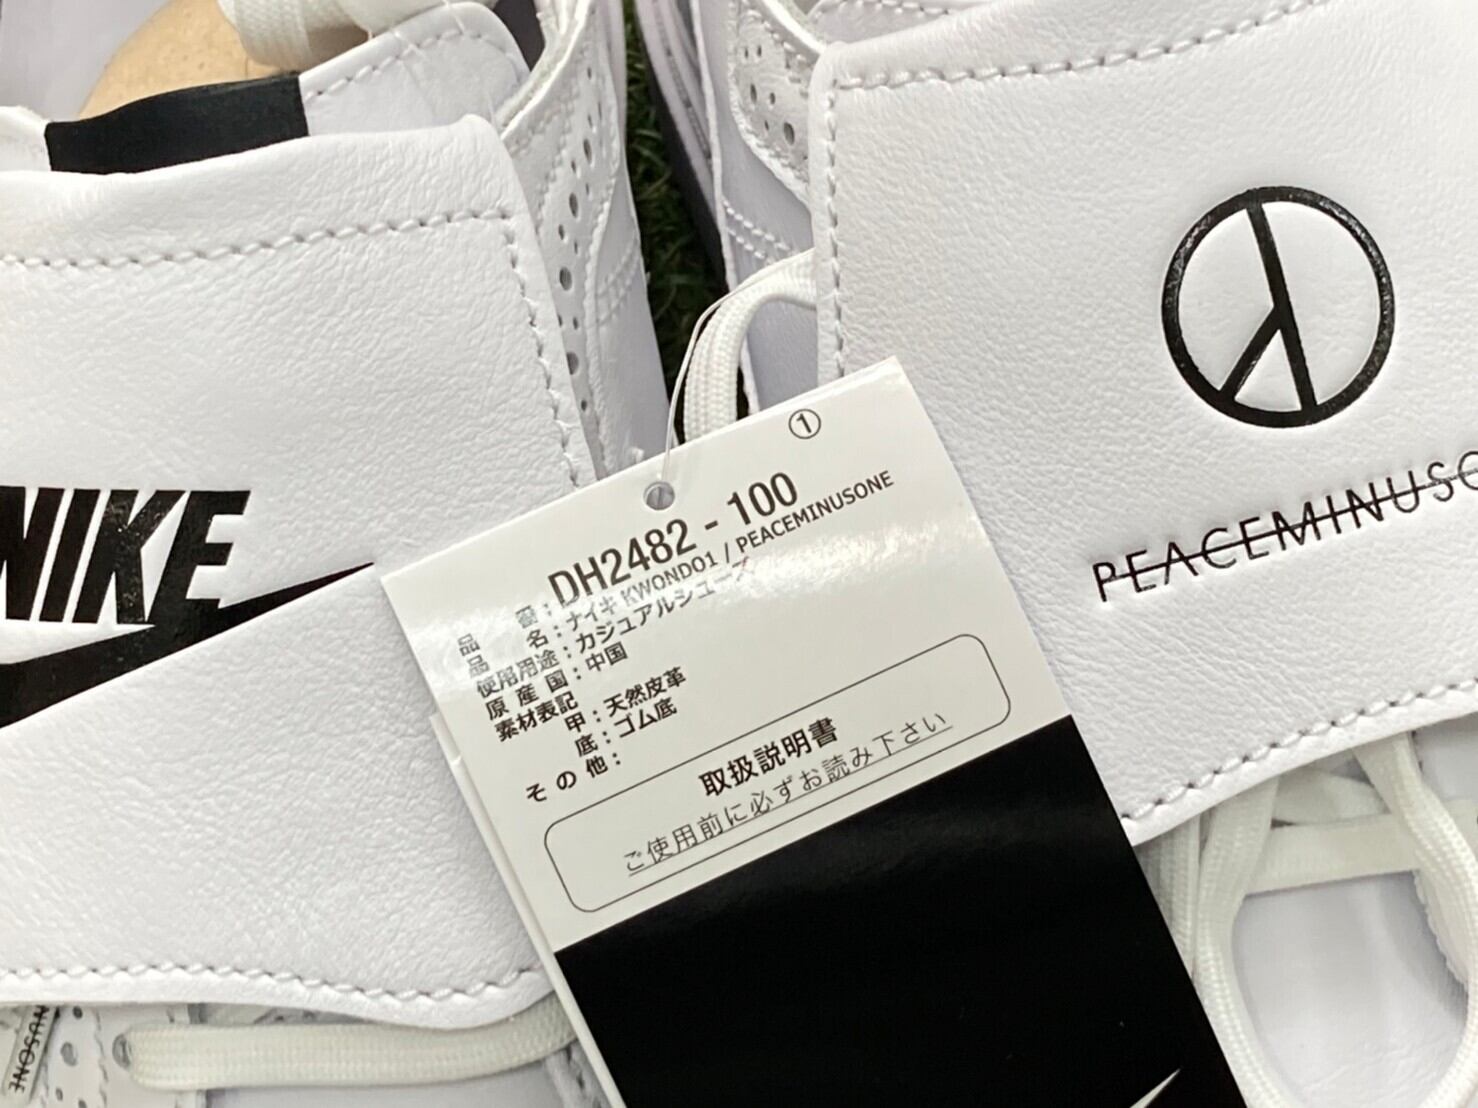 NIKE
PEACEMINUSO
①
品番：DH2482 - 100
品名：ナイキ KWONDO1 / PEACEMINUSONE
使用用途：カジュアルシューズ
原産国：中国
素材表記
甲：天然皮革
底：ゴム底
その他：
取扱説明書
ご使用前に必ずお読み下さい
USONE